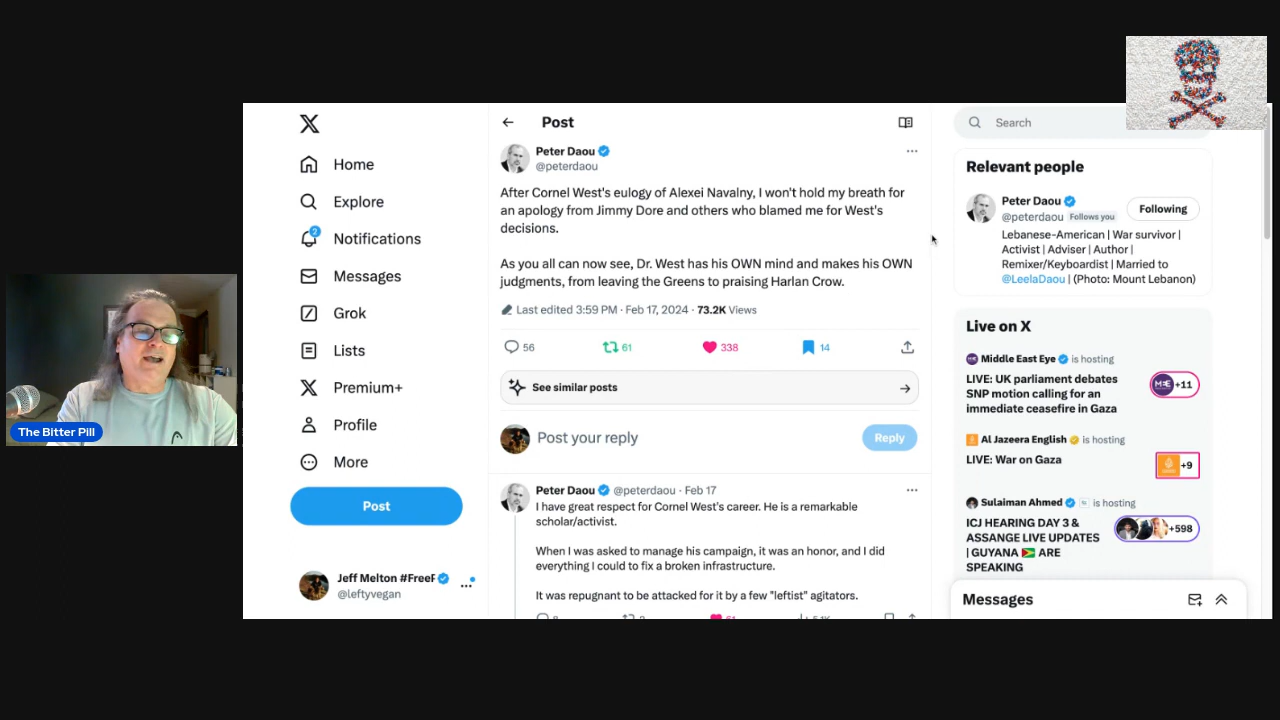 The Bitter Pill
Home
Explore
2
Notifications
Messages
Grok
Lists
Premium+
Profile
More
Post
Jeff Melton #FreeP
@leftyvegan
Post
Peter Daou
@peterdaou
After Cornel West's eulogy of Alexei Navalny, I won't hold my breath for
an apology from Jimmy Dore and others who blamed me for West's
decisions.
As you all can now see, Dr. West has his OWN mind and makes his OWN
judgments, from leaving the Greens to praising Harlan Crow.
Last edited 3:59 PM · Feb 17, 2024 · 73.2K Views
56 61 338 14
See similar posts
Post your reply
Reply
Peter Daou @peterdaou · Feb 17
I have great respect for Cornel West's career. He is a remarkable
scholar/activist.
When I was asked to manage his campaign, it was an honor, and I did
everything I could to fix a broken infrastructure.
It was repugnant to be attacked for it by a few "leftist" agitators.
Search
Relevant people
Peter Daou
@peterdaou Follows you
Following
Lebanese-American | War survivor |
Activist | Adviser | Author |
Remixer/Keyboardist | Married to
@LeelaDaou | (Photo: Mount Lebanon)
Live on X
Middle East Eye is hosting
LIVE: UK parliament debates
SNP motion calling for an
immediate ceasefire in Gaza
+11
Al Jazeera English is hosting
LIVE: War on Gaza
+9
Sulaiman Ahmed is hosting
ICJ HEARING DAY 3 &
ASSANGE LIVE UPDATES
| GUYANA 🇬🇾 ARE
SPEAKING
+598
Messages